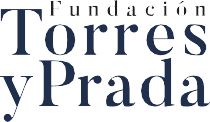 Fundación
Torres
y Prada